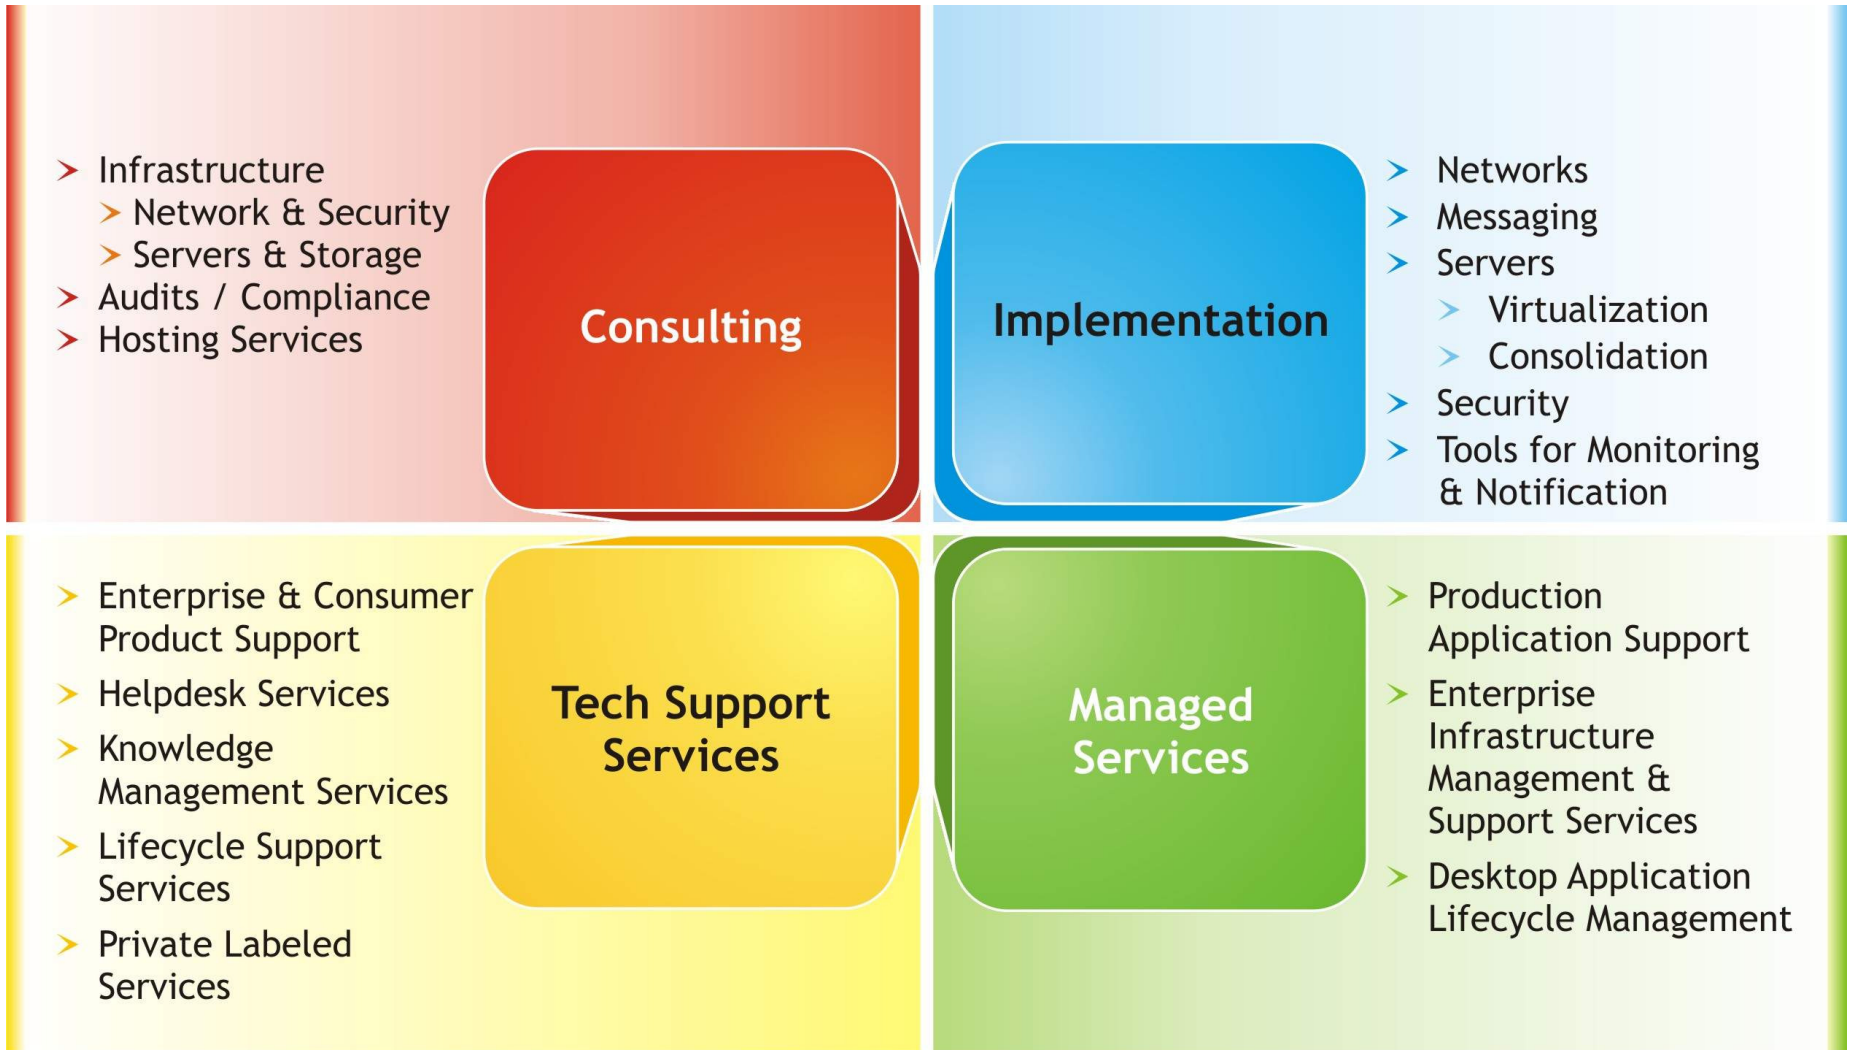 Infrastructure
Network & Security
Servers & Storage
Audits / Compliance
Hosting Services
Consulting
Implementation
Networks
Messaging
Servers
Virtualization
Consolidation
Security
Tools for Monitoring
& Notification
Enterprise & Consumer
Product Support
Helpdesk Services
Knowledge
Management Services
Lifecycle Support
Services
Private Labeled
Services
Tech Support
Services
Managed
Services
Production
Application Support
Enterprise
Infrastructure
Management &
Support Services
Desktop Application
Lifecycle Management